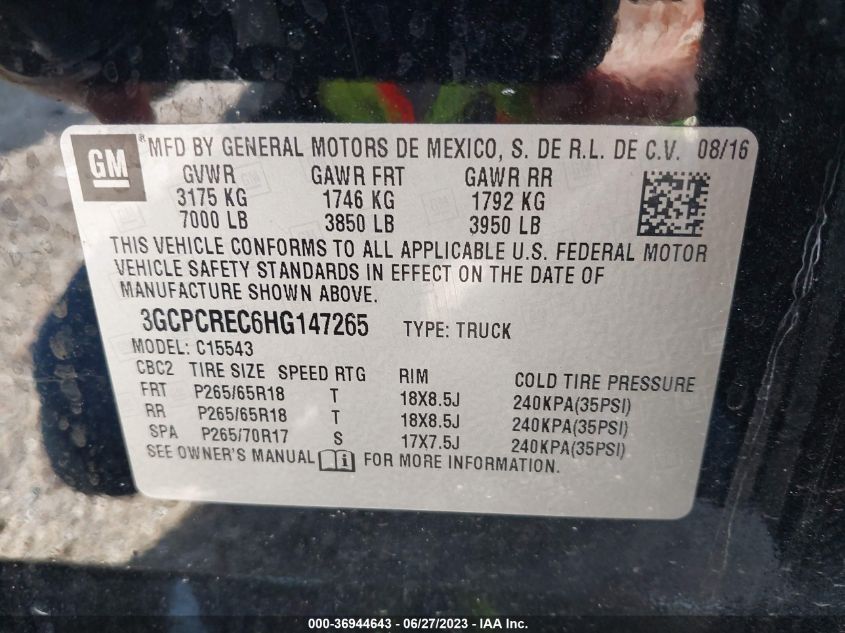 GM ® MFD BY GENERAL MOTORS DE MEXICO, S. DE R.L. DE C.V. 08/16
GVWR GAWR FRT GAWR RR
3175 KG 1746 KG 1792 KG
7000 LB 3850 LB 3950 LB
THIS VEHICLE CONFORMS TO ALL APPLICABLE U.S. FEDERAL MOTOR
VEHICLE SAFETY STANDARDS IN EFFECT ON THE DATE OF
MANUFACTURE SHOWN ABOVE.
3GCPCREC6HG147265 TYPE: TRUCK
MODEL: C15543
CBC2 TIRE SIZE SPEED RTG RIM COLD TIRE PRESSURE
FRT P265/65R18 T 18X8.5J 240KPA(35PSI)
RR P265/65R18 T 18X8.5J 240KPA(35PSI)
SPA P265/70R17 S 17X7.5J 240KPA(35PSI)
SEE OWNER'S MANUAL i FOR MORE INFORMATION.
000-36944643 - 06/27/2023 - IAA Inc.